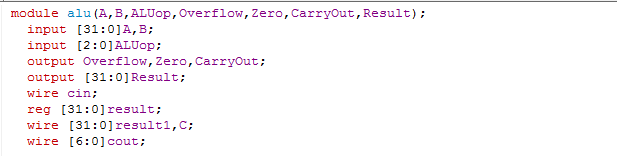 module alu(A,B,ALUop,Overflow,Zero,CarryOut,Result);
input [31:0]A,B;
input [2:0]ALUop;
output Overflow,Zero,CarryOut;
output [31:0]Result;
wire cin;
reg [31:0]result;
wire [31:0]result1,C;
wire [6:0]cout;